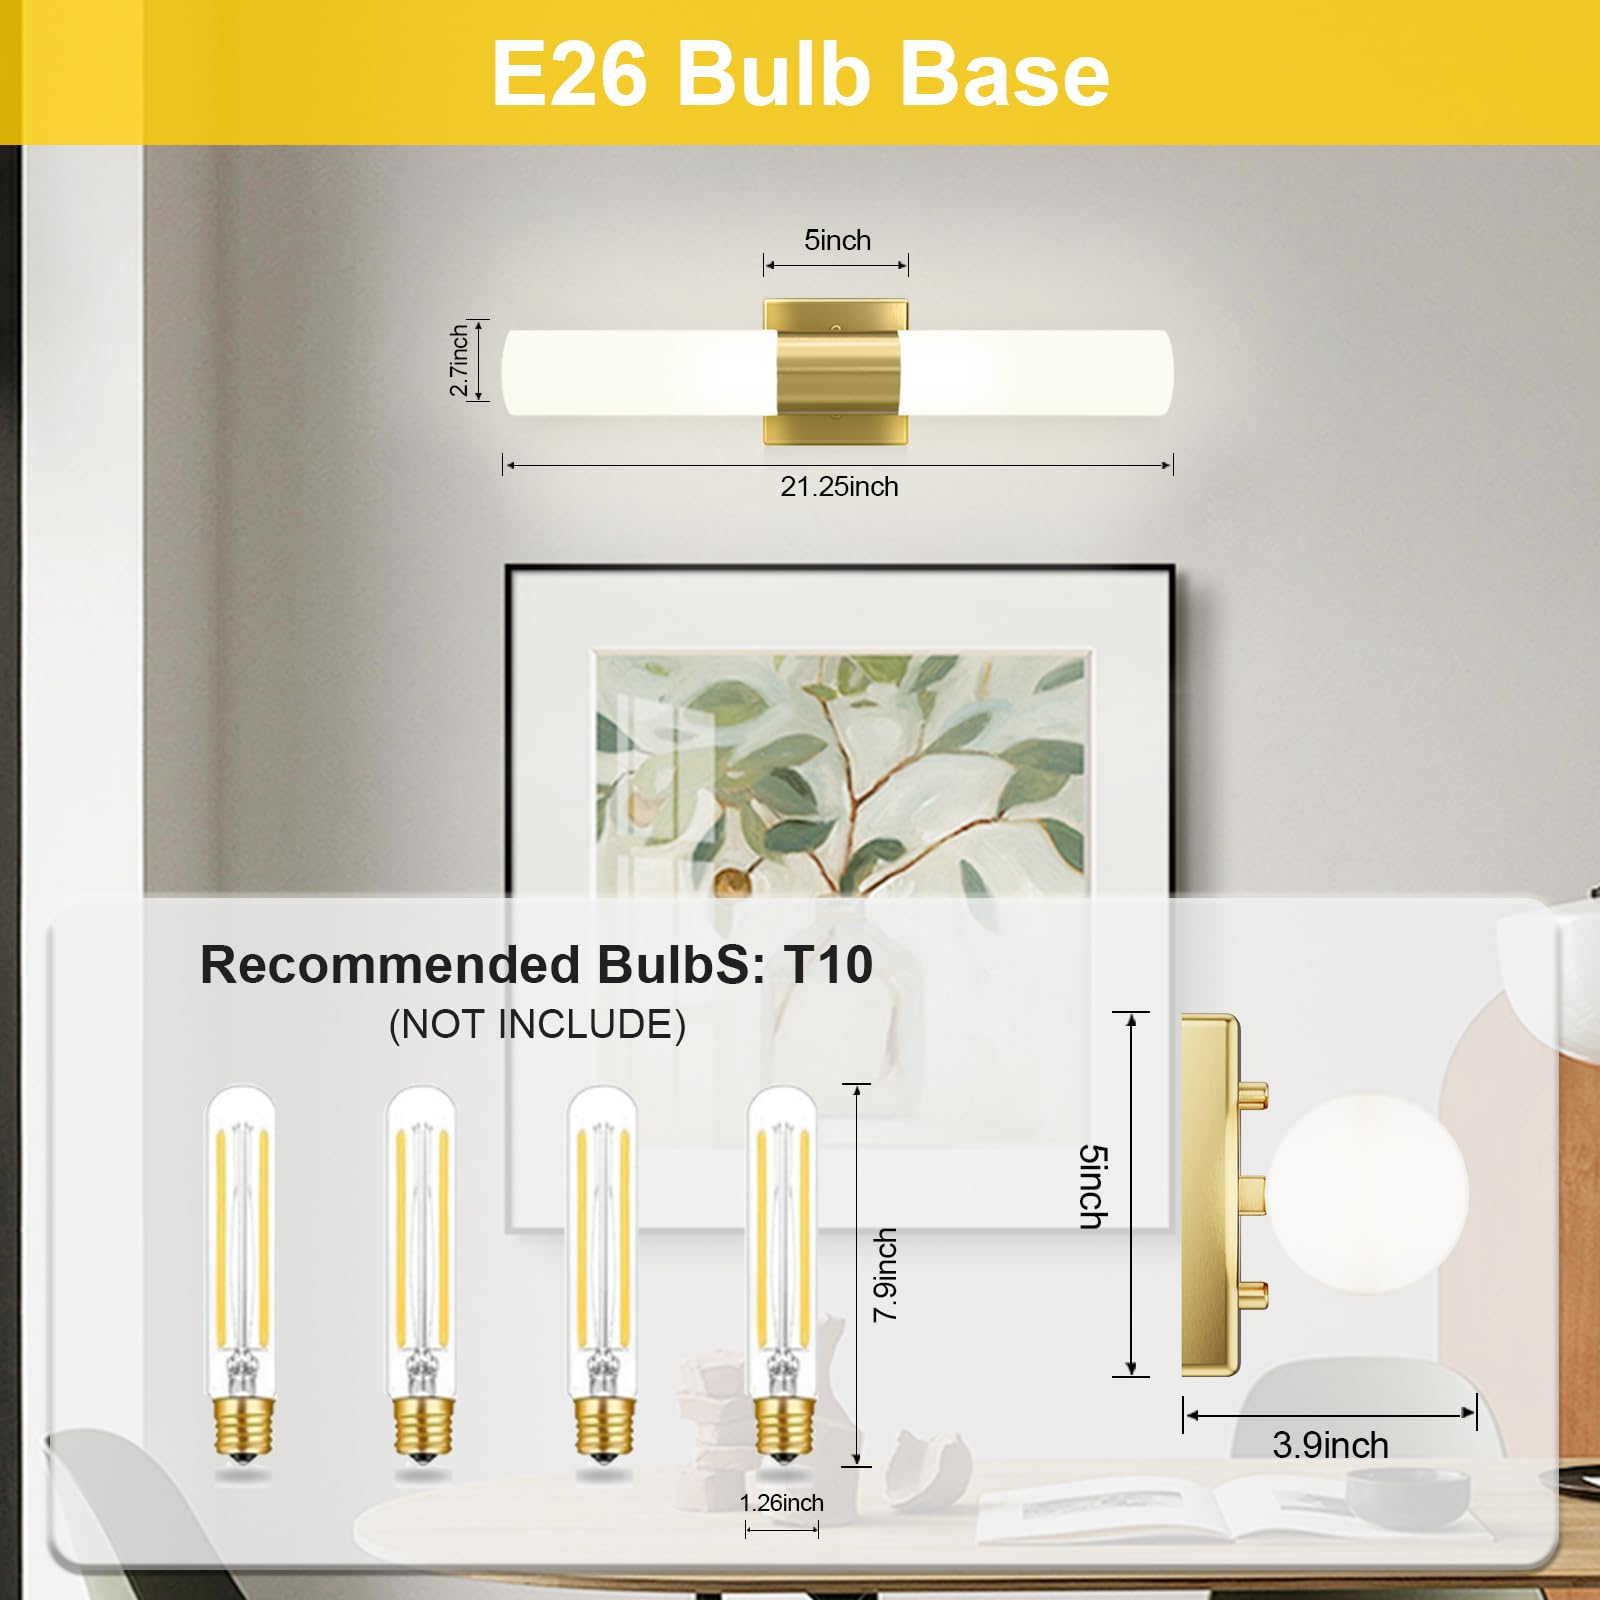 E26 Bulb Base
5inch
2.7inch
21.25inch
Recommended BulbS: T10
(NOT INCLUDE)
7.9inch
1.26inch
5inch
3.9inch